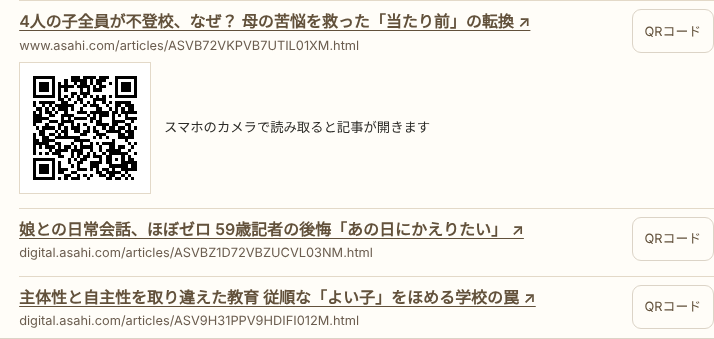 4人の子全員が不登校、なぜ？ 母の苦悩を救った「当たり前」の転換 ↗
QRコード
www.asahi.com/articles/ASVB72VKPVB7UTIL01XM.html
スマホのカメラで読み取ると記事が開きます
娘との日常会話、ほぼゼロ 59歳記者の後悔「あの日にかえりたい」 ↗
QRコード
digital.asahi.com/articles/ASVBZ1D72VBZUCVL03NM.html
主体性と自主性を取り違えた教育 従順な「よい子」をほめる学校の罠 ↗
QRコード
digital.asahi.com/articles/ASV9H31PPV9HDIFI012M.html